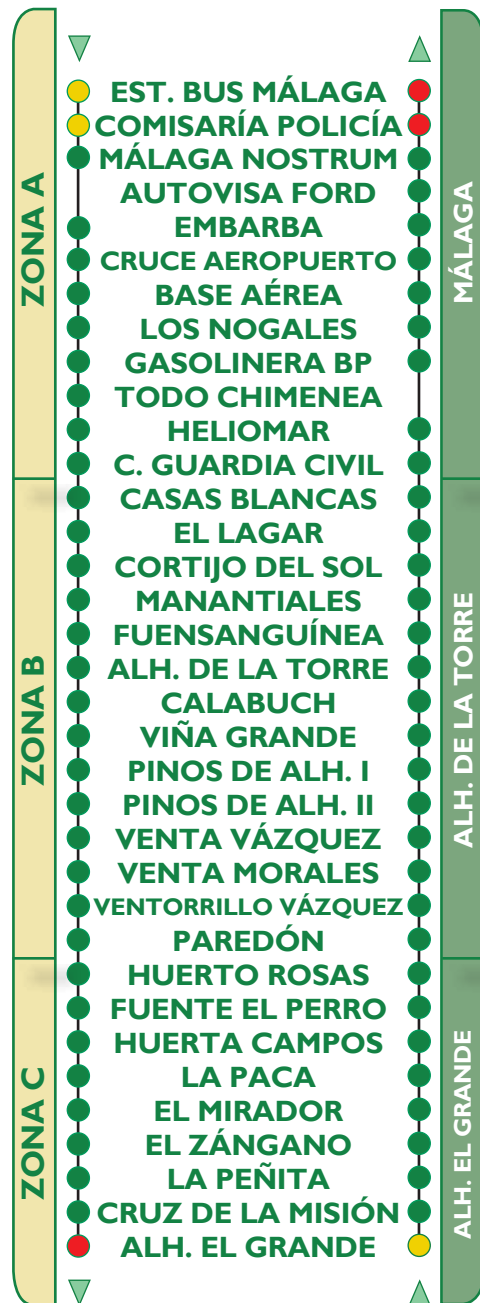 ZONA A
ZONA B
ZONA C
EST. BUS MÁLAGA
COMISARÍA POLICÍA
MÁLAGA NOSTRUM
AUTOVISA FORD
EMBARBA
CRUCE AEROPUERTO
BASE AÉREA
LOS NOGALES
GASOLINERA BP
TODO CHIMENEA
HELIOMAR
C. GUARDIA CIVIL
CASAS BLANCAS
EL LAGAR
CORTIJO DEL SOL
MANANTIALES
FUENSANGUÍNEA
ALH. DE LA TORRE
CALABUCH
VIÑA GRANDE
PINOS DE ALH. I
PINOS DE ALH. II
VENTA VÁZQUEZ
VENTA MORALES
VENTORRILLO VÁZQUEZ
PAREDÓN
HUERTO ROSAS
FUENTE EL PERRO
HUERTA CAMPOS
LA PACA
EL MIRADOR
EL ZÁNGANO
LA PEÑITA
CRUZ DE LA MISIÓN
ALH. EL GRANDE
MÁLAGA
ALH. DE LA TORRE
ALH. EL GRANDE